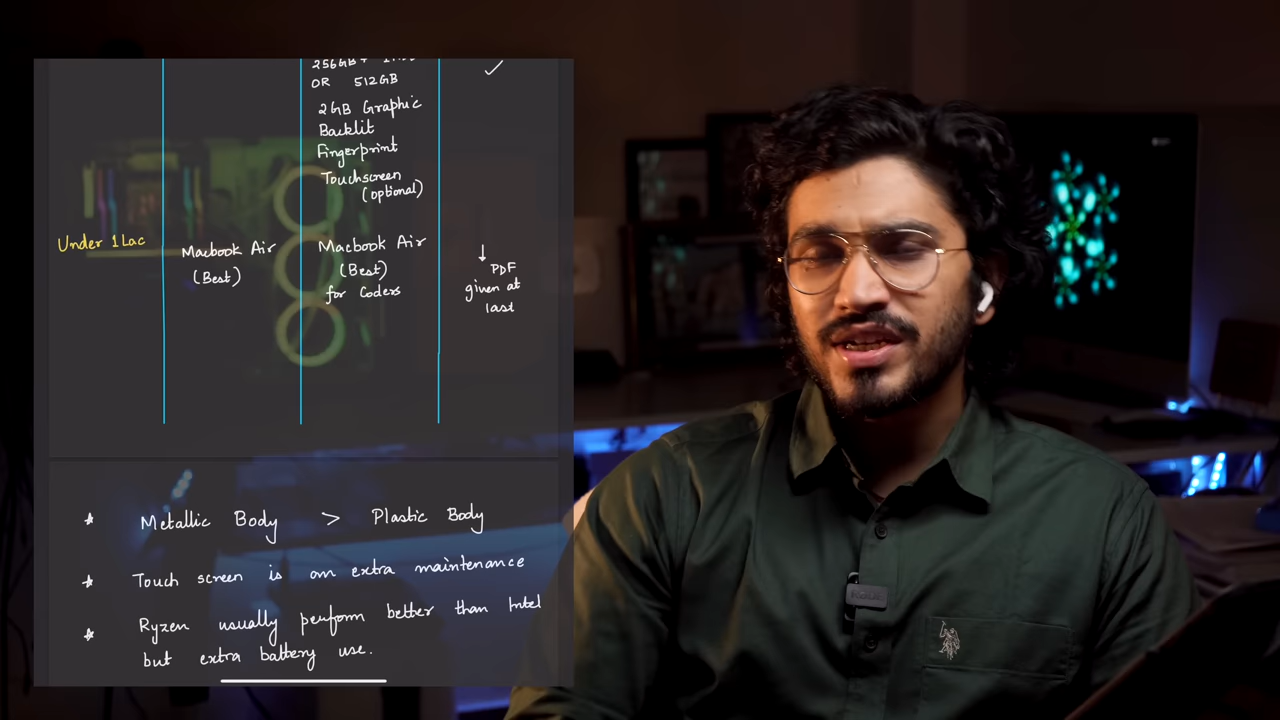 256GB +
OR 512GB
2GB Graphic
Backlit
Fingerprint
Touchscreen
(optional)
Under 1 Lac
Macbook Air
(Best)
Macbook Air
(Best)
for Coders
↓
PDF
given at
last
* Metallic Body > Plastic Body
* Touch screen is an extra maintenance
* Ryzen usually perform better than Intel
but extra battery use.